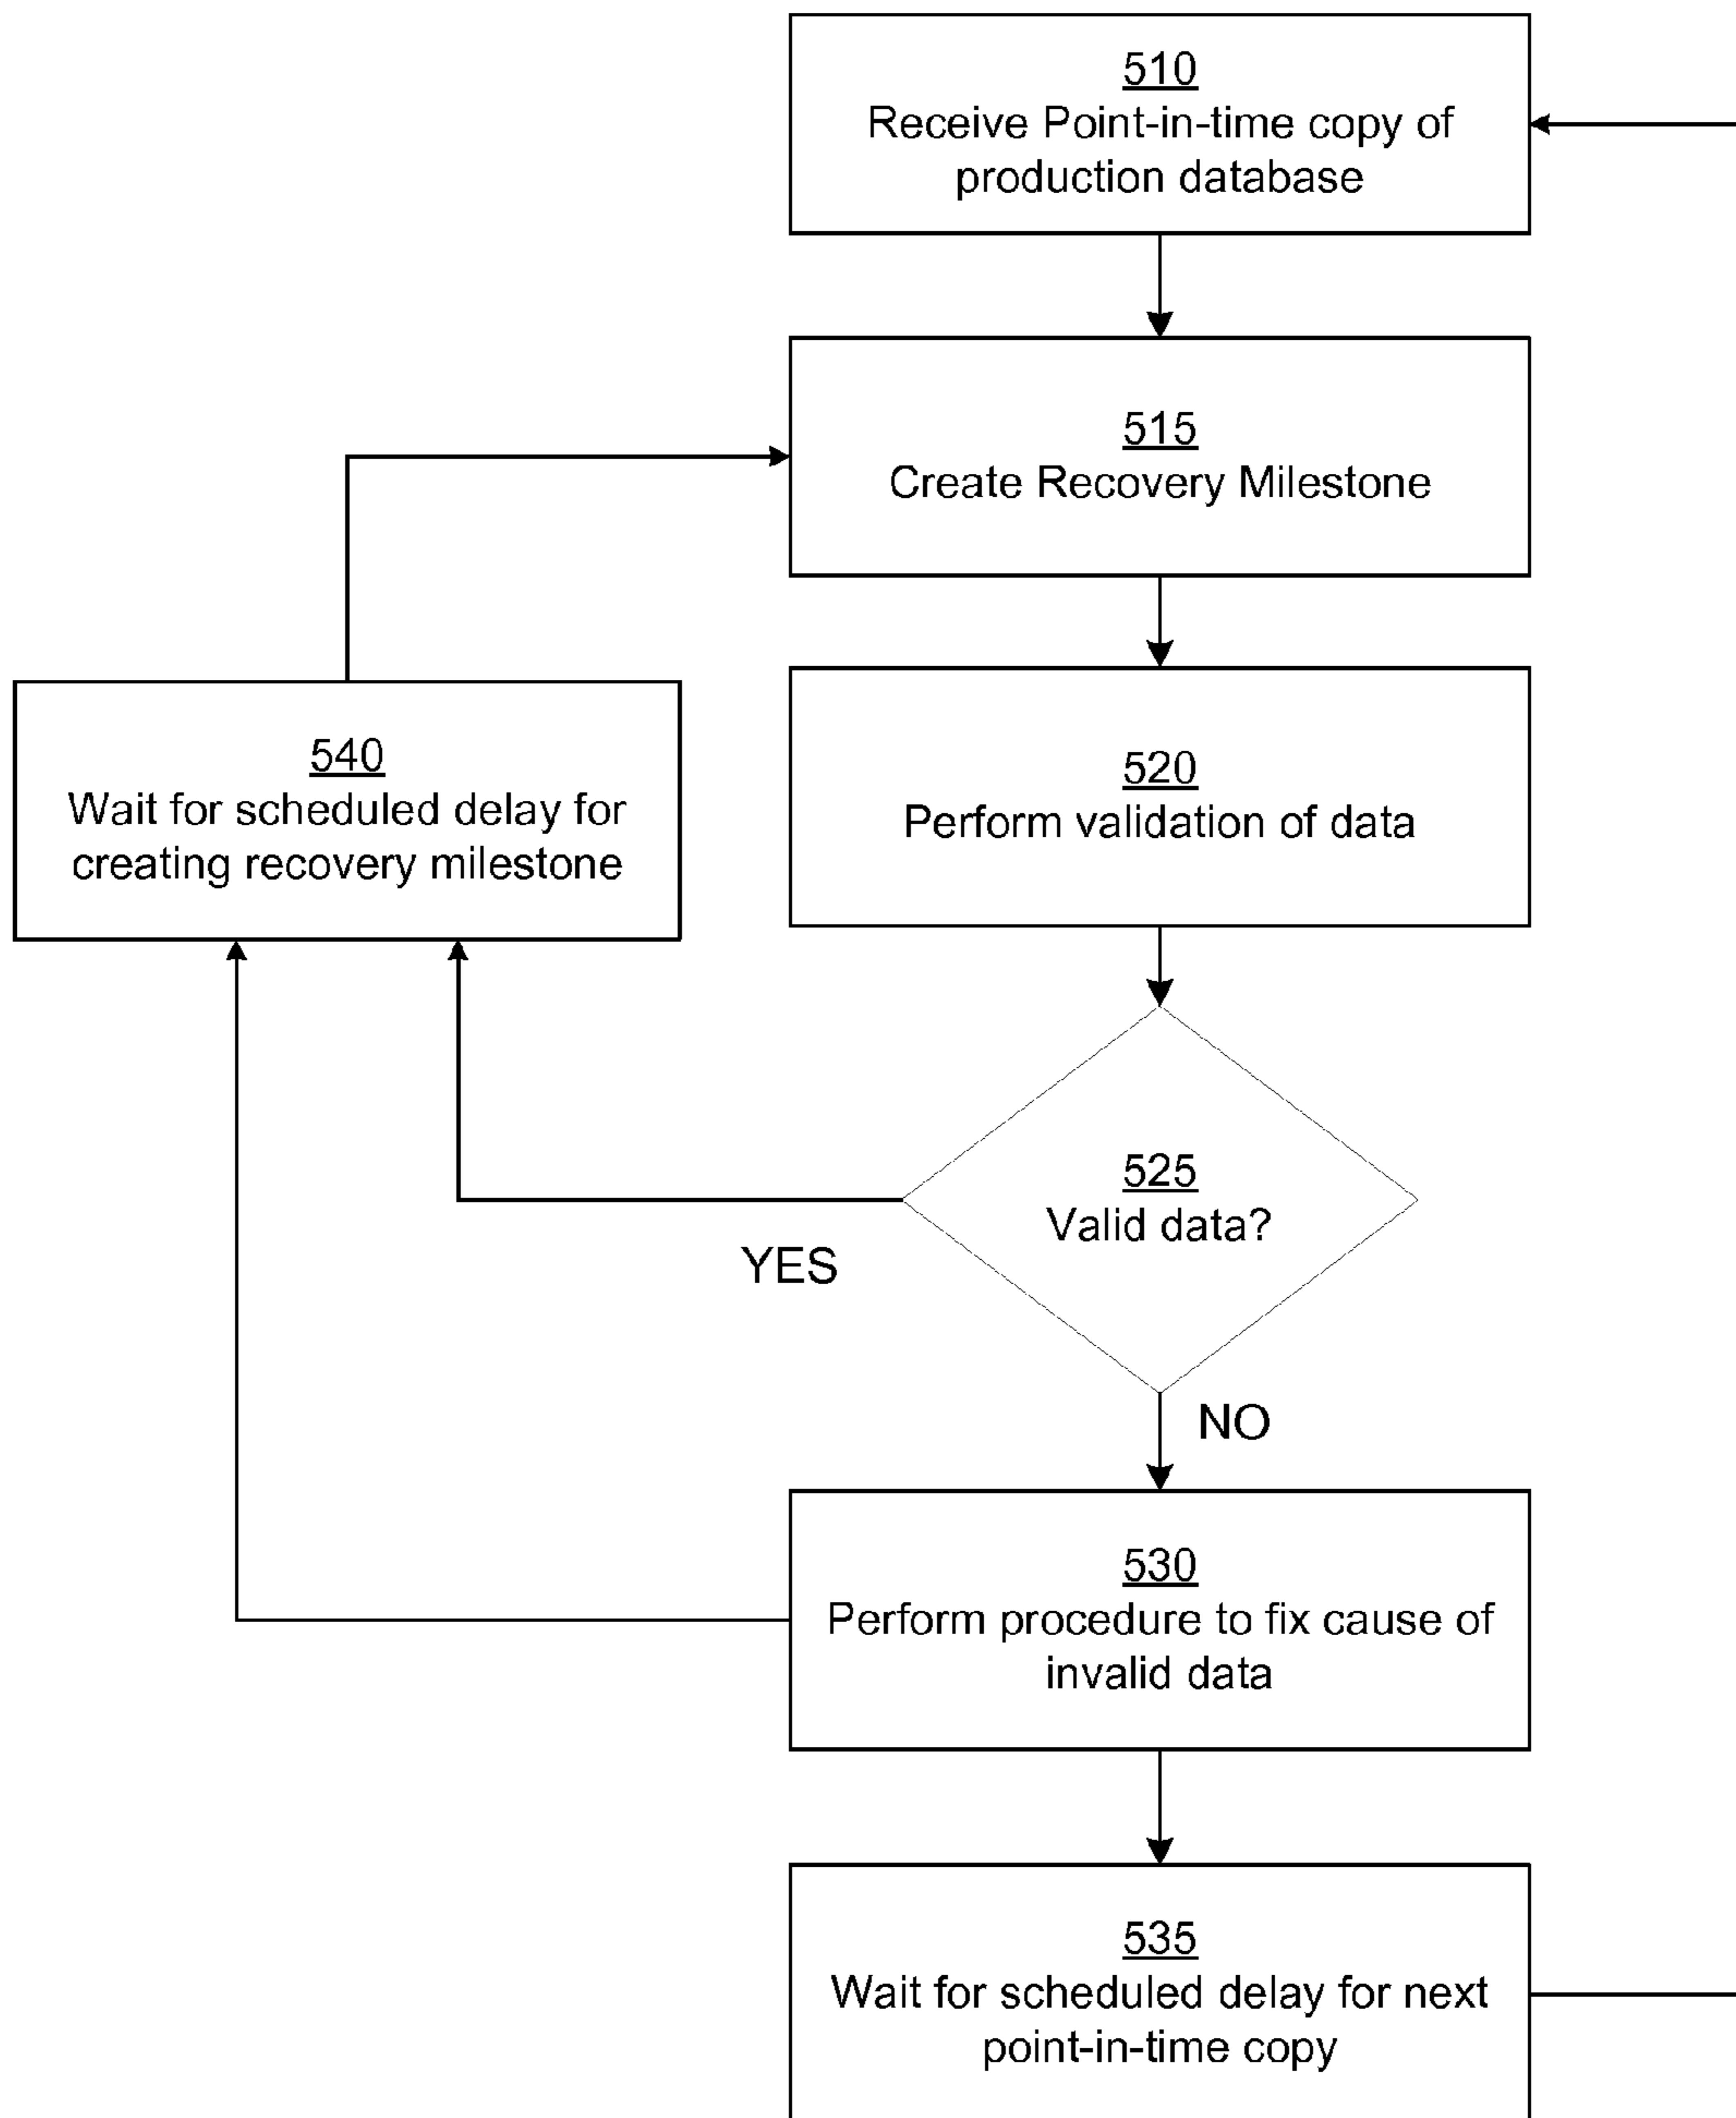 510
Receive Point-in-time copy of
production database
515
Create Recovery Milestone
540
Wait for scheduled delay for
creating recovery milestone
520
Perform validation of data
525
Valid data?
YES
NO
530
Perform procedure to fix cause of
invalid data
535
Wait for scheduled delay for next
point-in-time copy